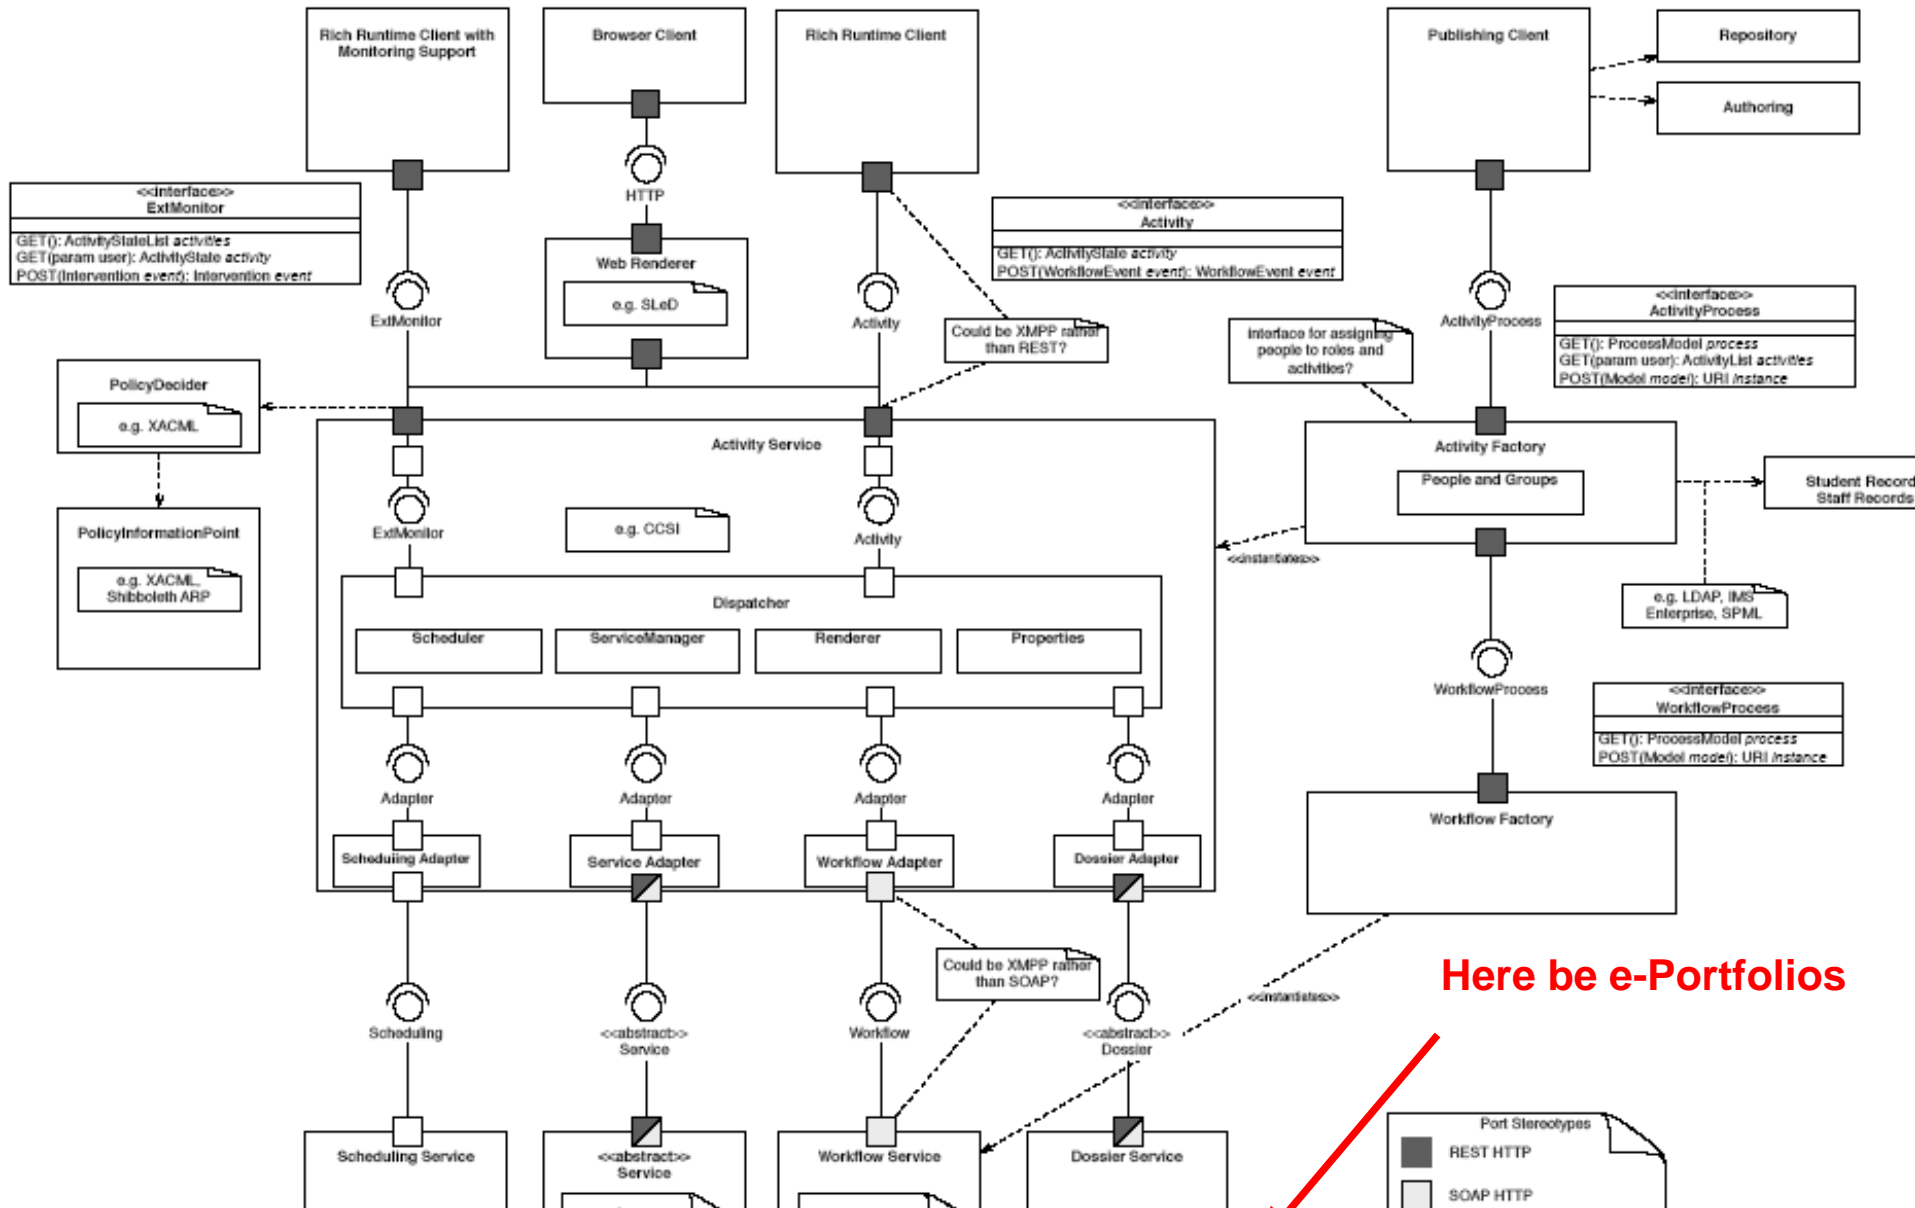 Rich Runtime Client with
Monitoring Support
Browser Client
Rich Runtime Client
Publishing Client
Repository
Authoring
HTTP
<<interface>>
ExtMonitor
GET(): ActivityStateList activities
GET(param user): ActivityState activity
POST(Intervention event): Intervention event
<<interface>>
Activity
GET(): ActivityState activity
POST(WorkflowEvent event): WorkflowEvent event
Web Renderer
e.g. SLeD
ExtMonitor
Activity
ActivityProcess
<<interface>>
ActivityProcess
GET(): ProcessModel process
GET(param user): ActivityList activities
POST(Model model): URI instance
Could be XMPP rather
than REST?
interface for assigning
people to roles and
activities?
PolicyDecider
e.g. XACML
Activity Service
Activity Factory
People and Groups
Student Record
Staff Records
PolicyInformationPoint
e.g. XACML,
Shibboleth ARP
ExtMonitor
e.g. CCSI
Activity
<<instantiates>>
e.g. LDAP, IMS
Enterprise, SPML
Dispatcher
Scheduler
ServiceManager
Renderer
Properties
WorkflowProcess
<<interface>>
WorkflowProcess
GET(): ProcessModel process
POST(Model model): URI instance
Adapter
Adapter
Adapter
Adapter
Workflow Factory
Scheduling Adapter
Service Adapter
Workflow Adapter
Dossier Adapter
Could be XMPP rather
than SOAP?
Here be e-Portfolios
<<instantiates>>
Scheduling
<<abstract>>
Service
Workflow
<<abstract>>
Dossier
Scheduling Service
<<abstract>>
Service
Workflow Service
Dossier Service
Port Stereotypes
REST HTTP
SOAP HTTP